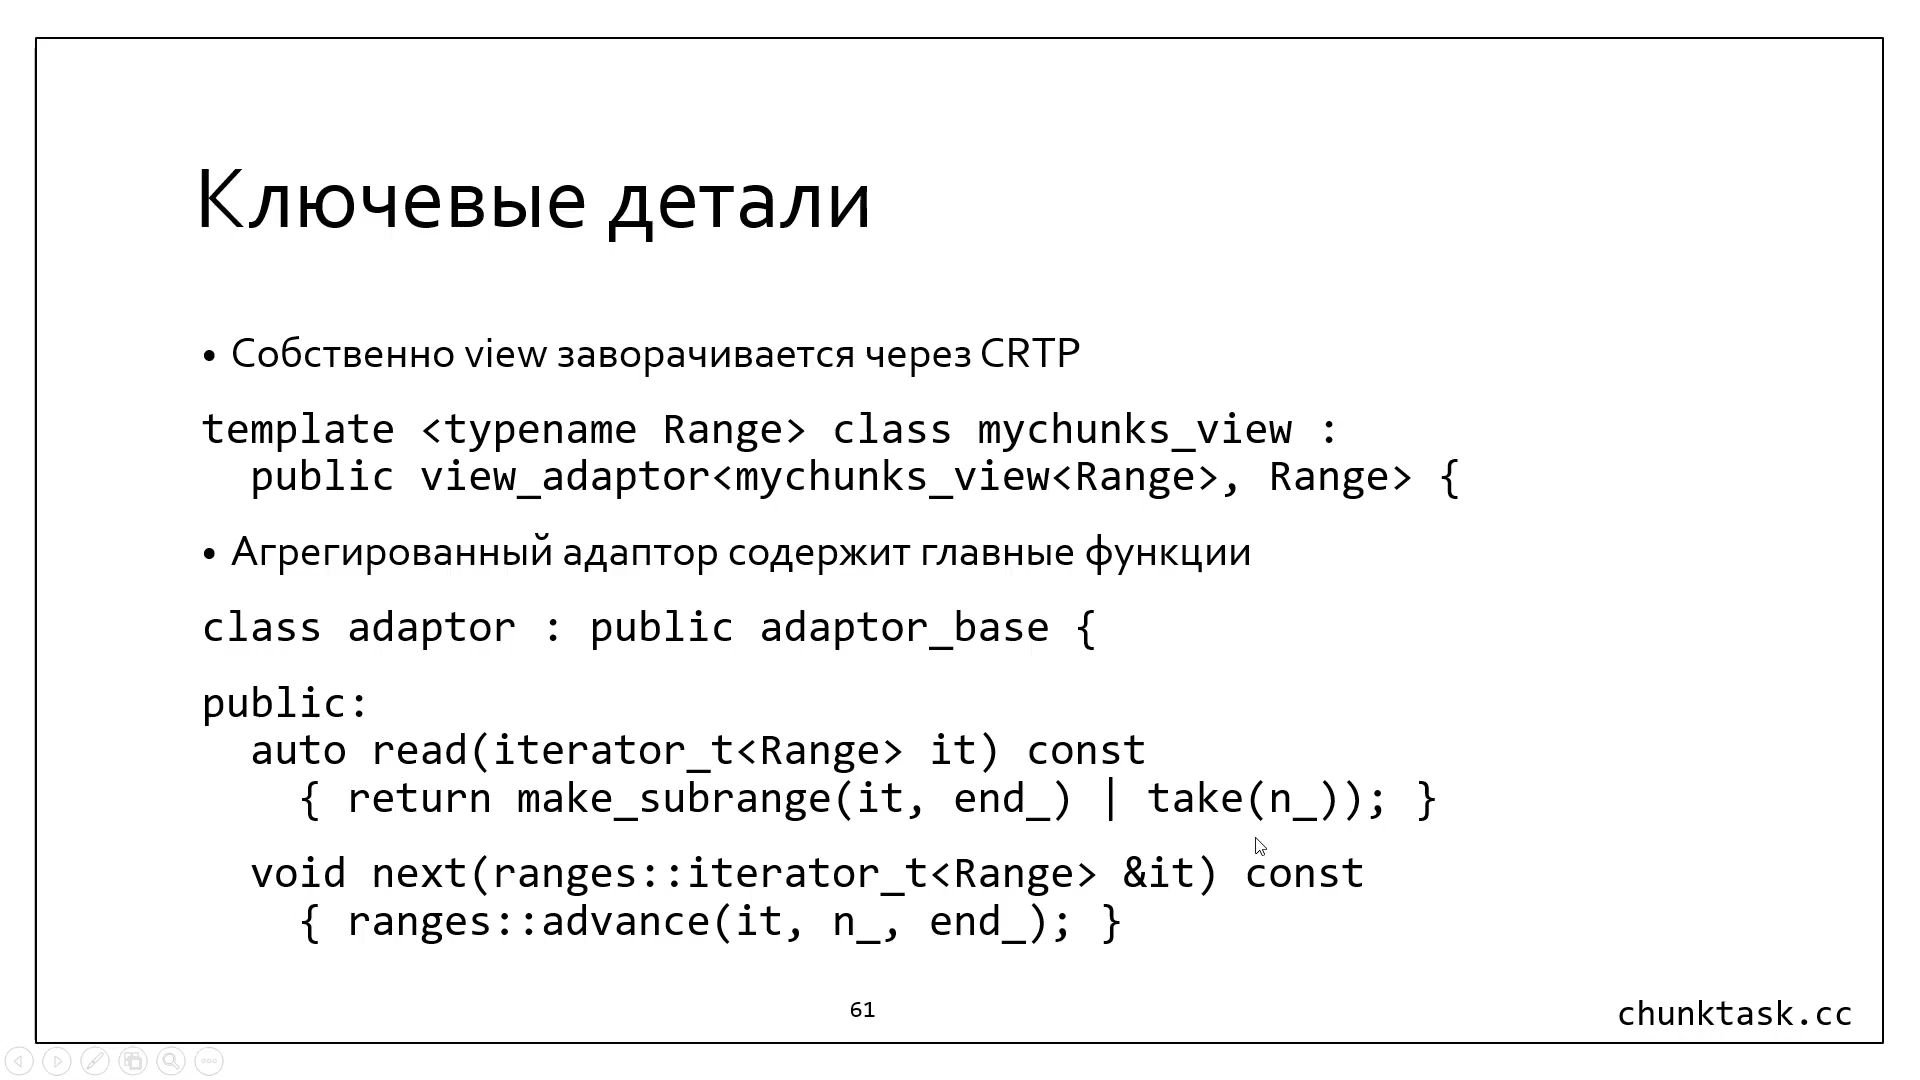 Ключевые детали
• Собственно view заворачивается через CRTP
template <typename Range> class mychunks_view :
  public view_adaptor<mychunks_view<Range>, Range> {
• Агрегированный адаптор содержит главные функции
class adaptor : public adaptor_base {
public:
  auto read(iterator_t<Range> it) const
    { return make_subrange(it, end_) | take(n_)); }
  void next(ranges::iterator_t<Range> &it) const
    { ranges::advance(it, n_, end_); }
61
chunktask.cc